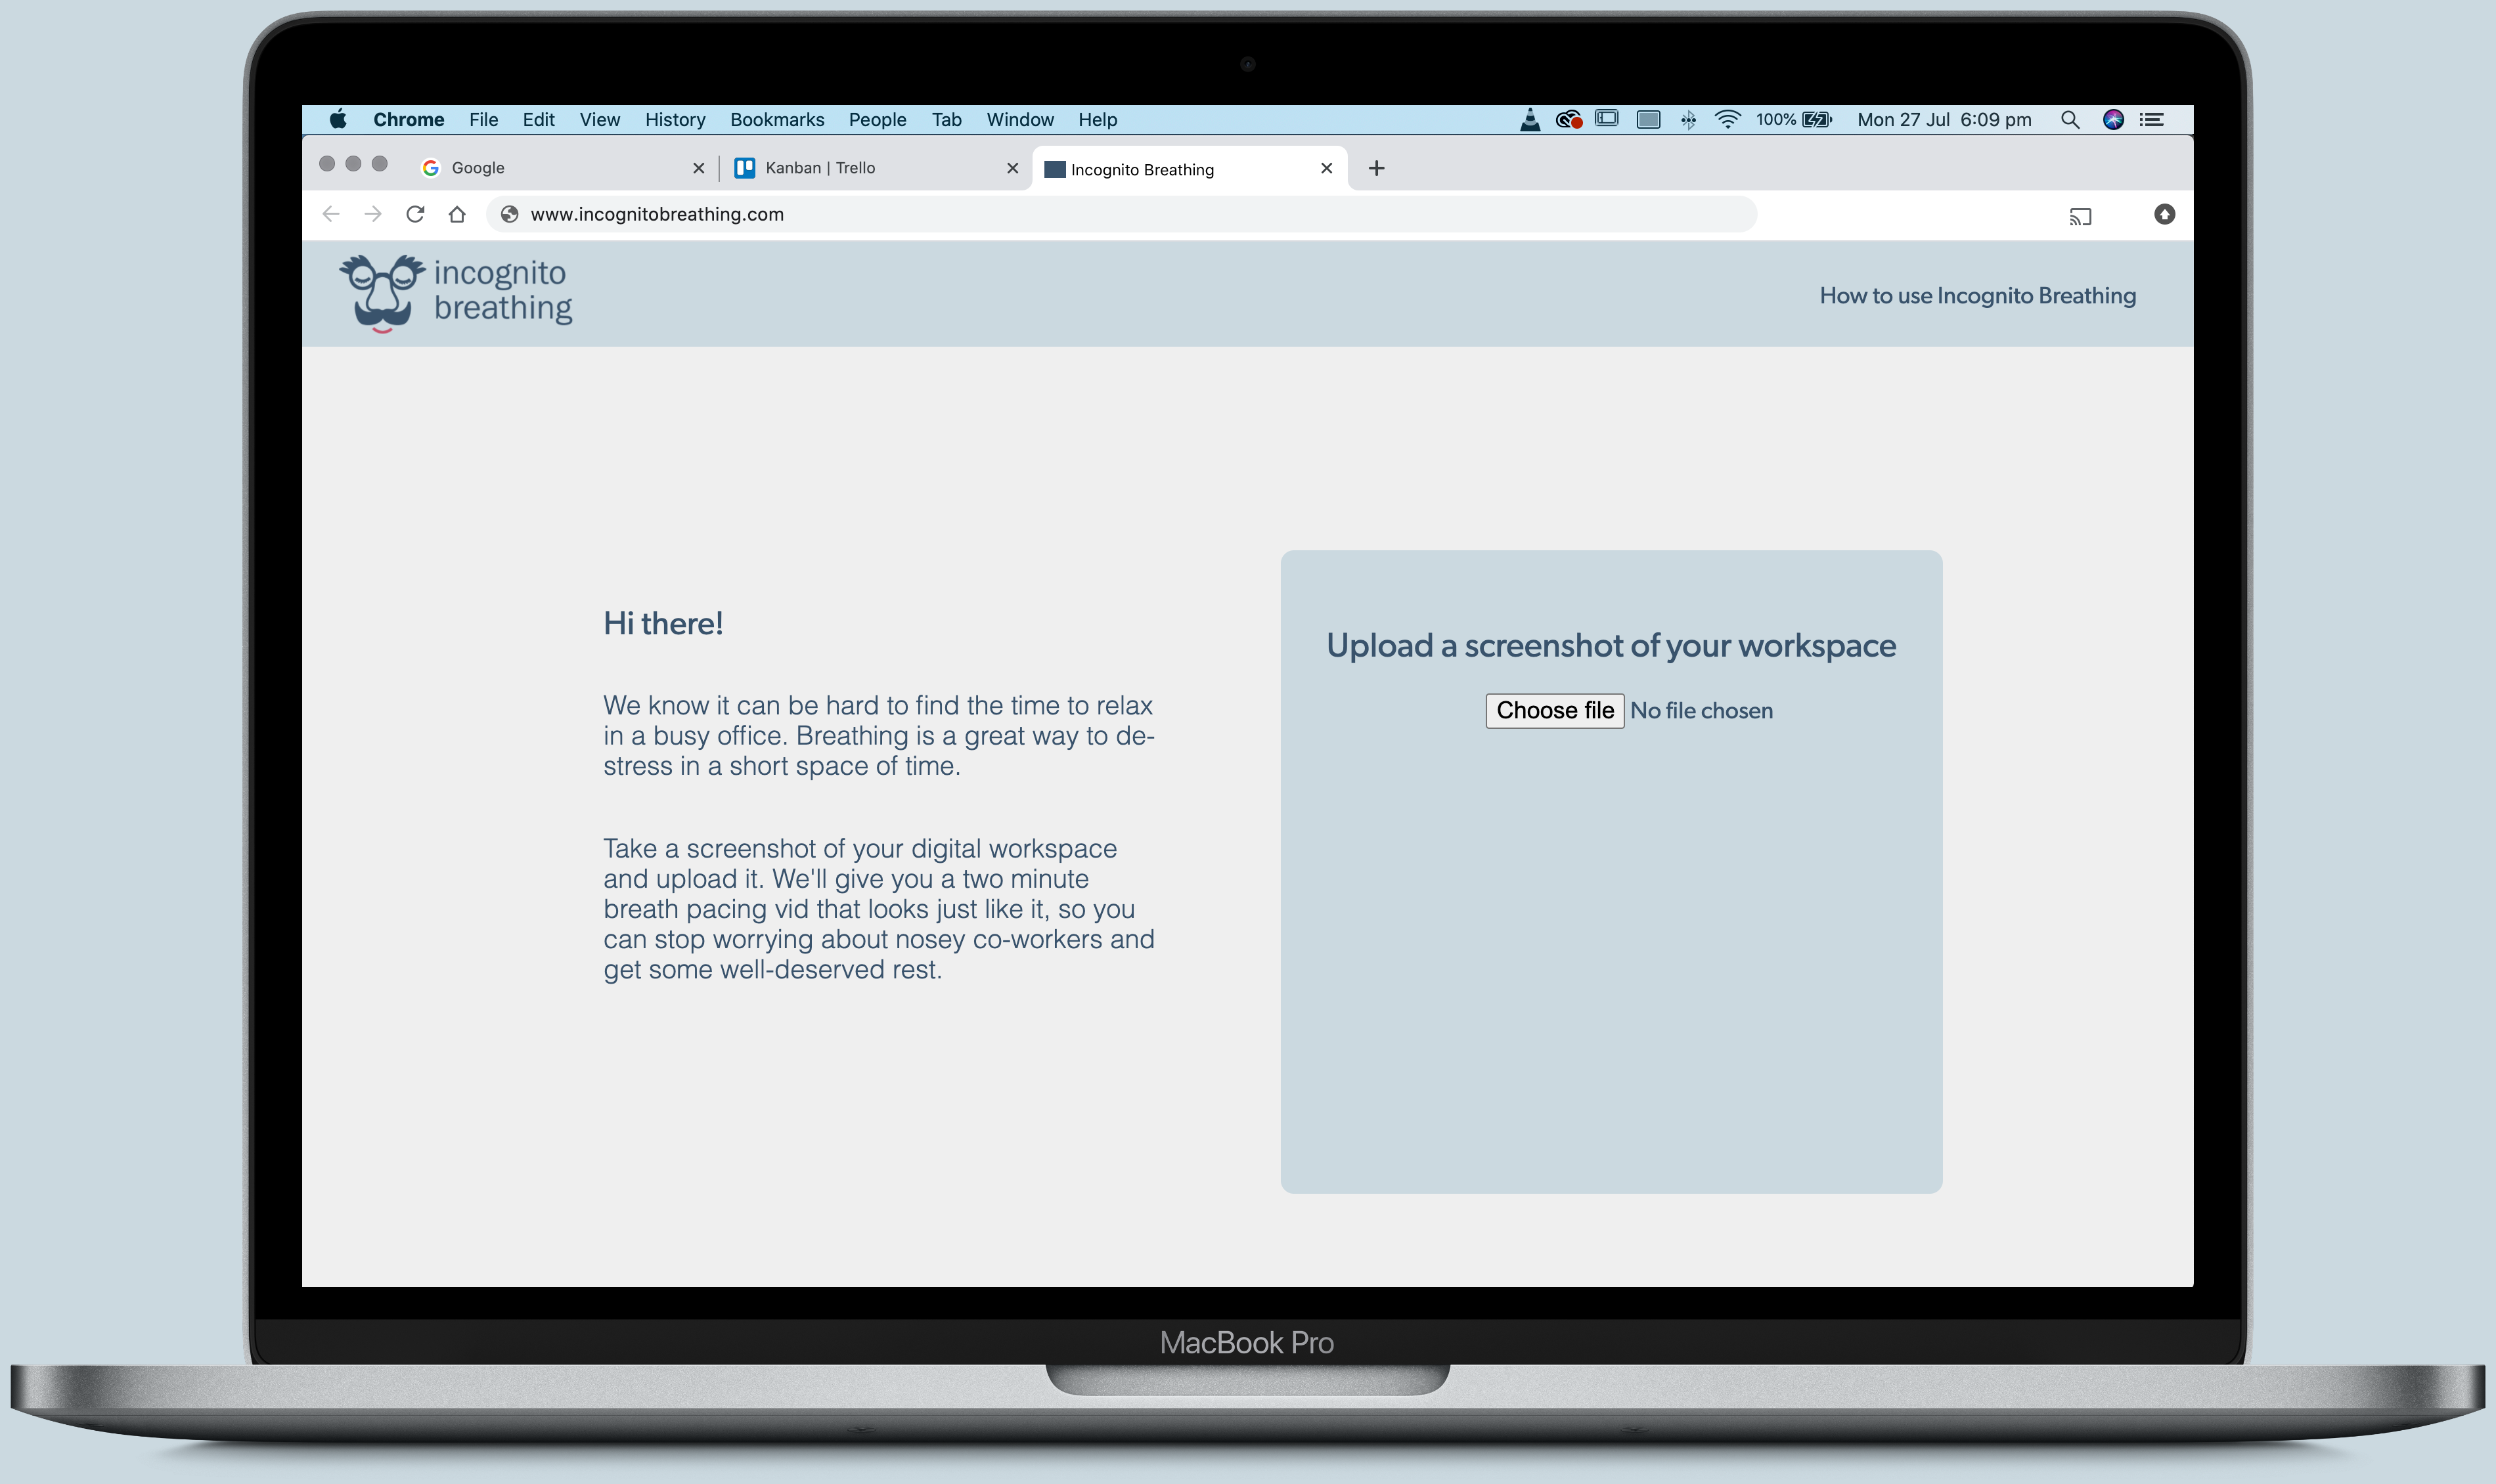 Chrome File Edit View History Bookmarks People Tab Window Help 100% Mon 27 Jul 6:09 pm
Google Kanban | Trello Incognito Breathing
www.incognitobreathing.com
incognito
breathing
How to use Incognito Breathing
Hi there!
We know it can be hard to find the time to relax
in a busy office. Breathing is a great way to de-
stress in a short space of time.
Take a screenshot of your digital workspace
and upload it. We'll give you a two minute
breath pacing vid that looks just like it, so you
can stop worrying about nosey co-workers and
get some well-deserved rest.
Upload a screenshot of your workspace
Choose file No file chosen
MacBook Pro